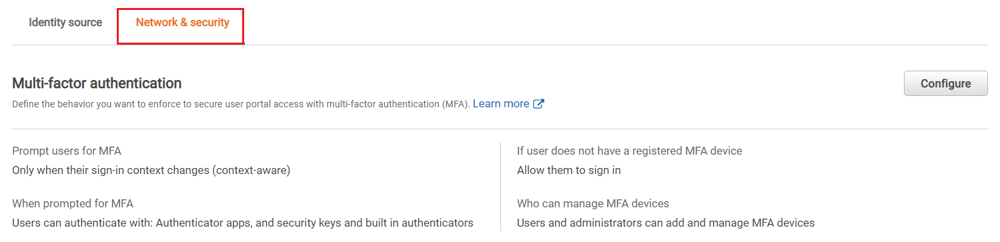 Identity source
Network & security
Multi-factor authentication
Configure
Define the behavior you want to enforce to secure user portal access with multi-factor authentication (MFA). Learn more
Prompt users for MFA
Only when their sign-in context changes (context-aware)
If user does not have a registered MFA device
Allow them to sign in
When prompted for MFA
Users can authenticate with: Authenticator apps, and security keys and built in authenticators
Who can manage MFA devices
Users and administrators can add and manage MFA devices